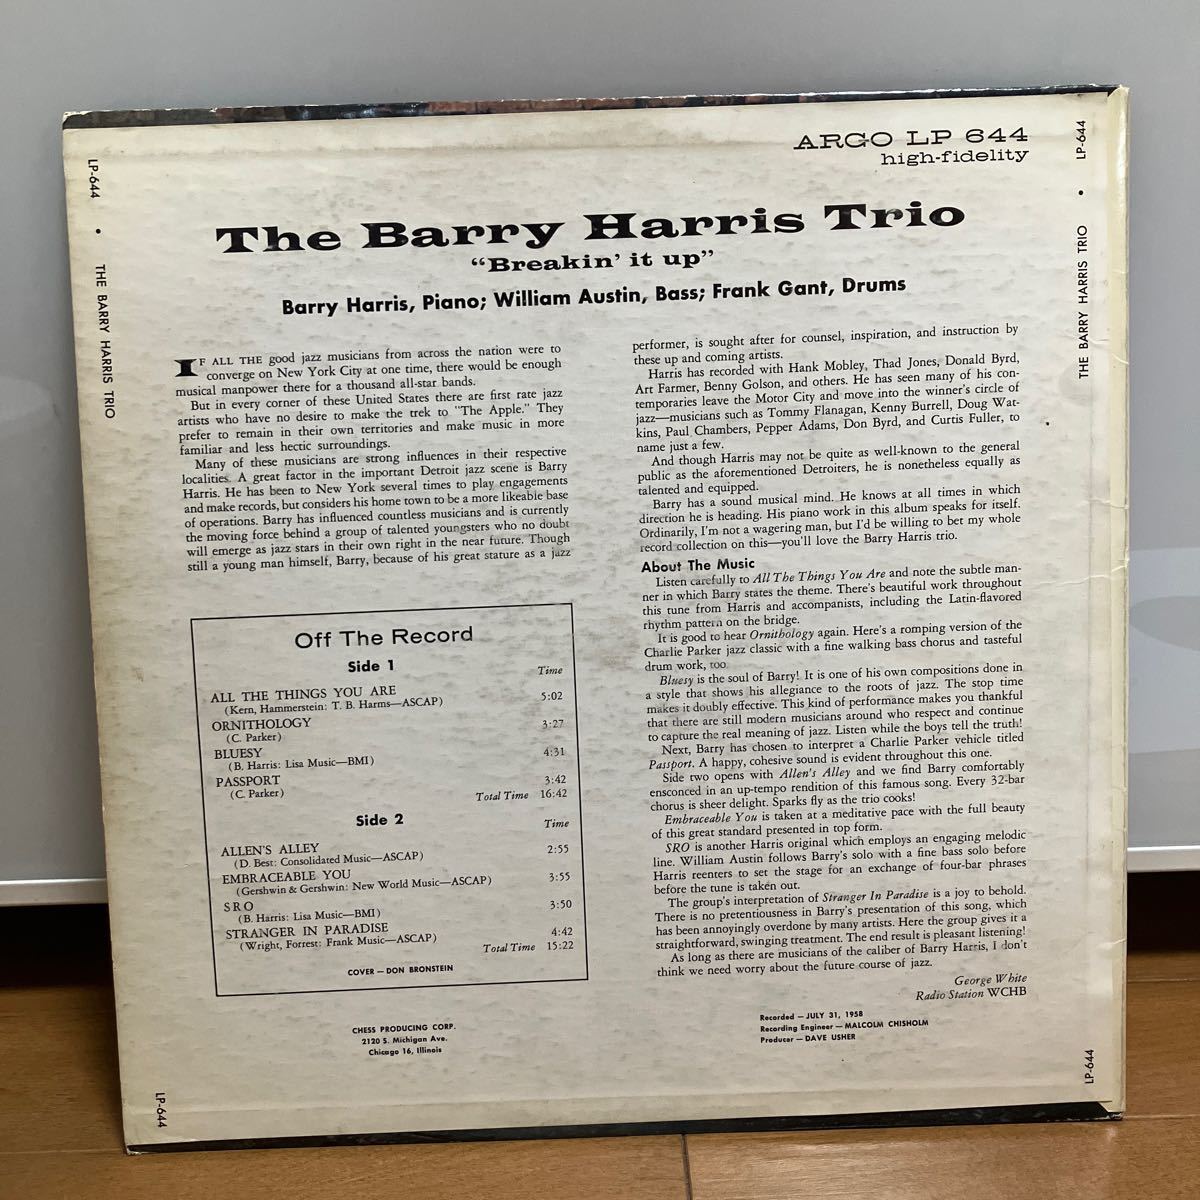 ARGO LP 644
high-fidelity
The Barry Harris Trio
“Breakin’ it up”
Barry Harris, Piano; William Austin, Bass; Frank Gant, Drums
IF ALL THE good jazz musicians from across the nation were to
converge on New York City at one time, there would be enough
musical manpower there for a thousand all-star bands.
But in every corner of these United States there are first rate jazz
artists who have no desire to make the trek to "The Apple." They
prefer to remain in their own territories and make music in more
familiar and less hectic surroundings.
Many of these musicians are strong influences in their respective
localities. A great factor in the important Detroit jazz scene is Barry
Harris. He has been to New York several times to play engagements
and make records, but considers his home town to be a more likeable base
of operations. Barry has influenced countless musicians and is currently
the moving force behind a group of talented youngsters who no doubt
will emerge as jazz stars in their own right in the near future. Though
still a young man himself, Barry, because of his great stature as a jazz
performer, is sought after for counsel, inspiration, and instruction by
these up and coming artists.
Harris has recorded with Hank Mobley, Thad Jones, Donald Byrd,
Art Farmer, Benny Golson, and others. He has seen many of his con-
temporaries leave the Motor City and move into the winner's circle of
jazz—musicians such as Tommy Flanagan, Kenny Burrell, Doug Wat-
kins, Paul Chambers, Pepper Adams, Don Byrd, and Curtis Fuller, to
name just a few.
And though Harris may not be quite as well-known to the general
public as the aforementioned Detroiters, he is nonetheless equally as
talented and equipped.
Barry has a sound musical mind. He knows at all times in which
direction he is heading. His piano work in this album speaks for itself.
Ordinarily, I'm not a wagering man, but I'd be willing to bet my whole
record collection on this—you'll love the Barry Harris trio.
About The Music
Listen carefully to All The Things You Are and note the subtle man-
ner in which Barry states the theme. There's beautiful work throughout
this tune from Harris and accompanists, including the Latin-flavored
rhythm pattern on the bridge.
It is good to hear Ornithology again. Here's a romping version of the
Charlie Parker jazz classic with a fine walking bass chorus and tasteful
drum work, too.
Bluesy is the soul of Barry! It is one of his own compositions done in
a style that shows his allegiance to the roots of jazz. The stop time
makes it doubly effective. This kind of performance makes you thankful
that there are still modern musicians around who respect and continue
to capture the real meaning of jazz. Listen while the boys tell the truth!
Next, Barry has chosen to interpret a Charlie Parker vehicle titled
Passport. A happy, cohesive sound is evident throughout this one.
Side two opens with Allen's Alley and we find Barry comfortably
ensconced in an up-tempo rendition of this famous song. Every 32-bar
chorus is sheer delight. Sparks fly as the trio cooks!
Embraceable You is taken at a meditative pace with the full beauty
of this great standard presented in top form.
SRO is another Harris original which employs an engaging melodic
line. William Austin follows Barry's solo with a fine bass solo before
Harris reenters to set the stage for an exchange of four-bar phrases
before the tune is taken out.
The group's interpretation of Stranger In Paradise is a joy to behold.
There is no pretentiousness in Barry's presentation of this song, which
has been annoyingly overdone by many artists. Here the group gives it a
straightforward, swinging treatment. The end result is pleasant listening!
As long as there are musicians of the caliber of Barry Harris, I don't
think we need worry about the future course of jazz.
George White
Radio Station WCHB
Off The Record
Side 1
Time
ALL THE THINGS YOU ARE 5:02
(Kern, Hammerstein: T. B. Harms—ASCAP)
ORNITHOLOGY 3:27
(C. Parker)
BLUESY 4:31
(B. Harris: Lisa Music—BMI)
PASSPORT 3:42
(C. Parker) Total Time 16:42
Side 2
Time
ALLEN'S ALLEY 2:55
(D. Best: Consolidated Music—ASCAP)
EMBRACEABLE YOU 3:55
(Gershwin & Gershwin: New World Music—ASCAP)
S R O 3:50
(B. Harris: Lisa Music—BMI)
STRANGER IN PARADISE 4:42
(Wright, Forrest: Frank Music—ASCAP) Total Time 15:22
COVER — DON BRONSTEIN
CHESS PRODUCING CORP.
2120 S. Michigan Ave.
Chicago 16, Illinois
Recorded — JULY 31, 1958
Recording Engineer — MALCOLM CHISHOLM
Producer — DAVE USHER
LP-644 • THE BARRY HARRIS TRIO
LP-644
THE BARRY HARRIS TRIO • LP-644
LP-644